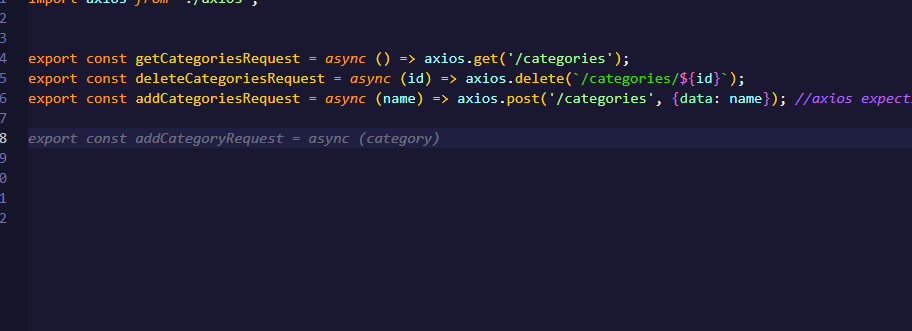 import axios from './axios';
2
3
4 export const getCategoriesRequest = async () => axios.get('/categories');
5 export const deleteCategoriesRequest = async (id) => axios.delete(`/categories/${id}`);
6 export const addCategoriesRequest = async (name) => axios.post('/categories', {data: name}); //axios expect
7
8 export const addCategoryRequest = async (category)
9
0
1
2